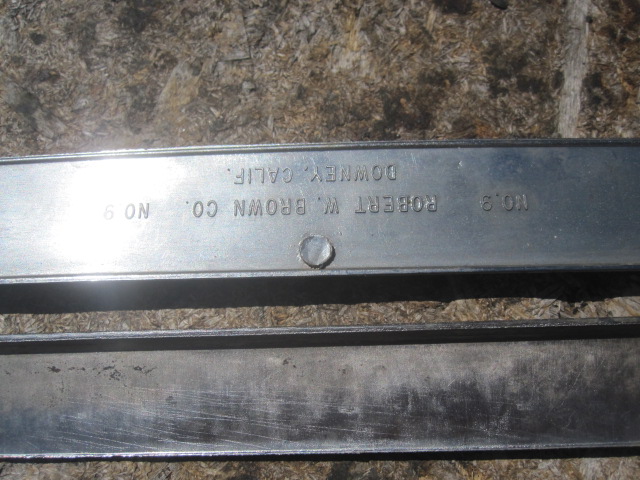 NO.9 ROBERT W. BROWN CO. NO.9
DOWNEY, CALIF.